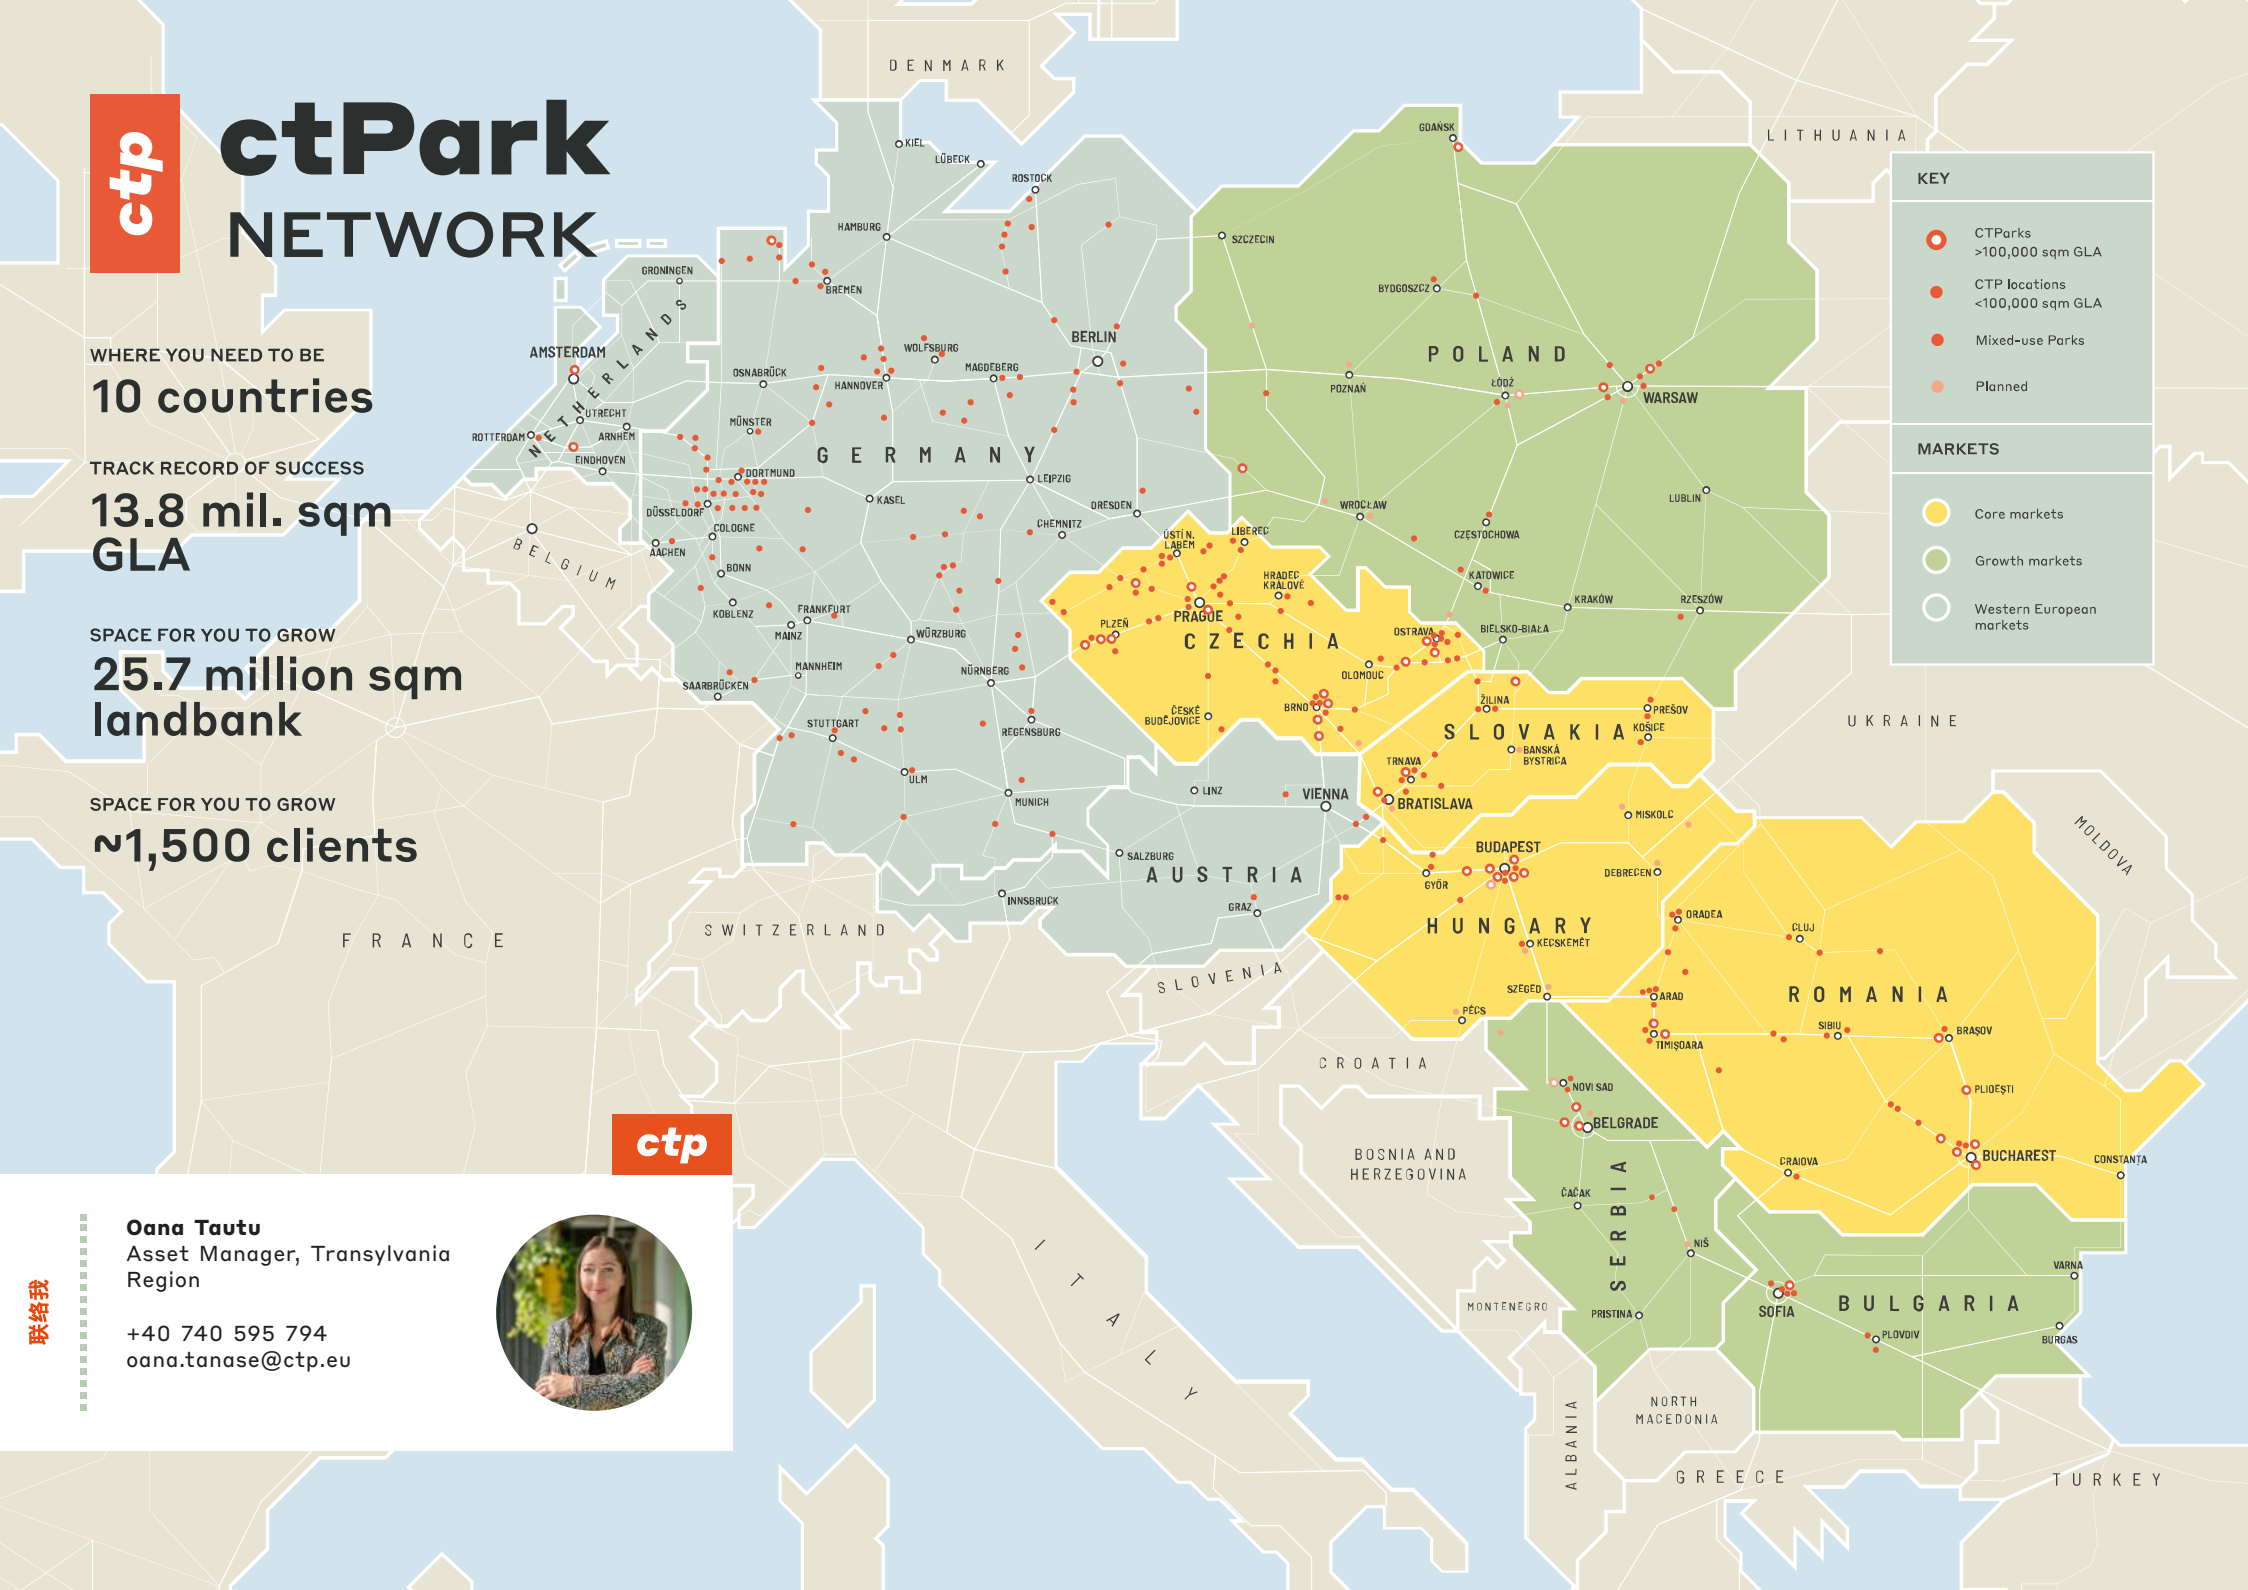 ctp
ctPark
NETWORK
WHERE YOU NEED TO BE
10 countries
TRACK RECORD OF SUCCESS
13.8 mil. sqm
GLA
SPACE FOR YOU TO GROW
25.7 million sqm
landbank
SPACE FOR YOU TO GROW
~1,500 clients
KEY
CTParks
>100,000 sqm GLA
CTP locations
<100,000 sqm GLA
Mixed-use Parks
Planned
MARKETS
Core markets
Growth markets
Western European
markets
DENMARK
LITHUANIA
KIEL
LÜBECK
ROSTOCK
HAMBURG
BREMEN
GRONINGEN
NETHERLANDS
AMSTERDAM
UTRECHT
ROTTERDAM
ARNHEM
EINDHOVEN
BELGIUM
OSNABRÜCK
HANNOVER
WOLFSBURG
MAGDEBERG
BERLIN
MÜNSTER
GERMANY
DORTMUND
DÜSSELDORF
KASEL
LEIPZIG
DRESDEN
CHEMNITZ
COLOGNE
AACHEN
BONN
KOBLENZ
FRANKFURT
MAINZ
WÜRZBURG
MANNHEIM
SAARBRÜCKEN
NÜRNBERG
STUTTGART
REGENSBURG
ULM
MUNICH
GDAŃSK
SZCZECIN
BYDGOSZCZ
POLAND
POZNAŃ
ŁÓDŹ
WARSAW
LUBLIN
WROCŁAW
CZĘSTOCHOWA
KATOWICE
KRAKÓW
RZESZÓW
BIELSKO-BIAŁA
ÚSTÍ N.
LABEM
LIBEREC
HRADEC
KRÁLOVÉ
PRAGUE
PLZEŇ
CZECHIA
OSTRAVA
OLOMOUC
BRNO
ČESKÉ
BUDĚJOVICE
ŽILINA
PREŠOV
KOŠICE
SLOVAKIA
BANSKÁ
BYSTRICA
TRNAVA
BRATISLAVA
UKRAINE
MOLDOVA
LINZ
VIENNA
SALZBURG
AUSTRIA
INNSBRUCK
GRAZ
MISKOLC
BUDAPEST
DEBRECEN
GYŐR
HUNGARY
KECSKEMÉT
SZEGED
PÉCS
ORADEA
CLUJ
ARAD
ROMANIA
TIMIȘOARA
SIBIU
BRAȘOV
PLIOEȘTI
BUCHAREST
CRAIOVA
CONSTANȚA
FRANCE
SWITZERLAND
SLOVENIA
CROATIA
BOSNIA AND
HERZEGOVINA
NOVI SAD
BELGRADE
ČAČAK
SERBIA
NIŠ
PRISTINA
MONTENEGRO
ITALY
SOFIA
BULGARIA
VARNA
BURGAS
PLOVDIV
NORTH
MACEDONIA
ALBANIA
GREECE
TURKEY
ctp
联络我
Oana Tautu
Asset Manager, Transylvania
Region
+40 740 595 794
oana.tanase@ctp.eu